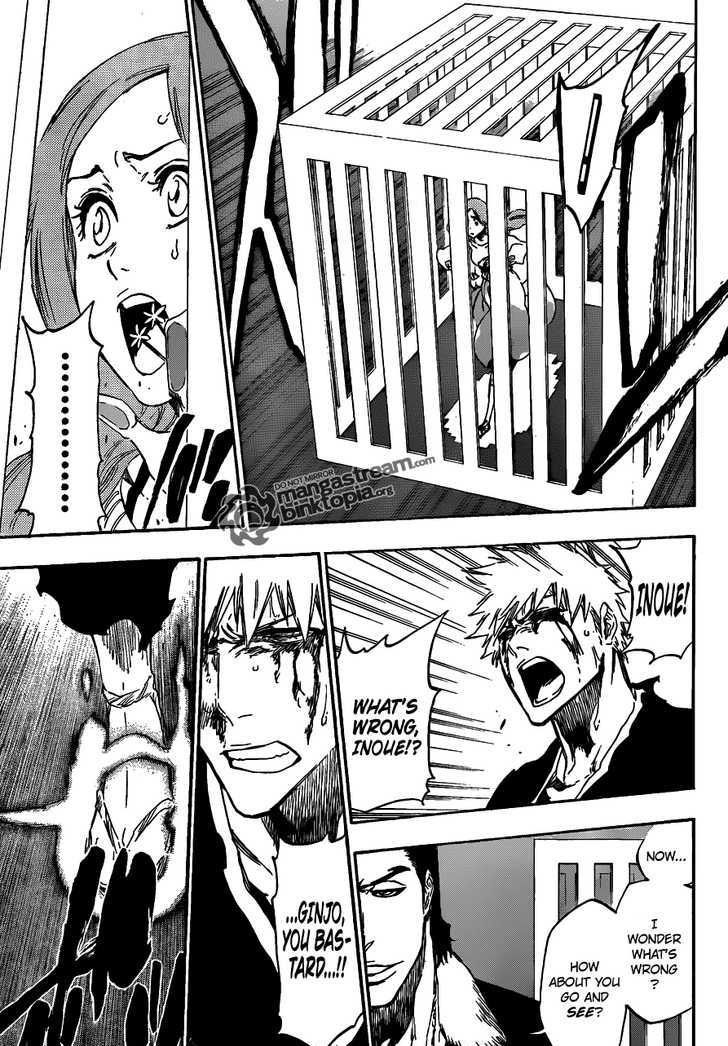 !
........
DO NOT MIRROR
mangastream.com
binktopia.org
INOUE!
WHAT'S
WRONG,
INOUE!?
...GINJO,
YOU BAS-
TARD...!!
NOW...
I
WONDER
WHAT'S
WRONG
?
HOW
ABOUT YOU
GO AND
SEE?